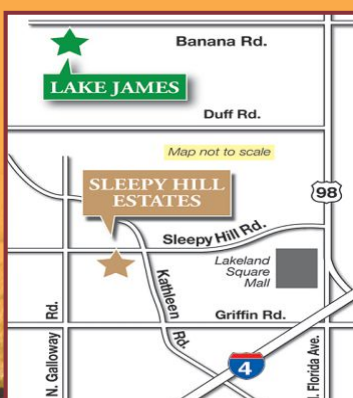 Banana Rd.
LAKE JAMES
Duff Rd.
Map not to scale
SLEEPY HILL
ESTATES
98
Sleepy Hill Rd.
Lakeland
Square
Mall
Kathleen Rd.
Griffin Rd.
N. Galloway Rd.
4
. Florida Ave.